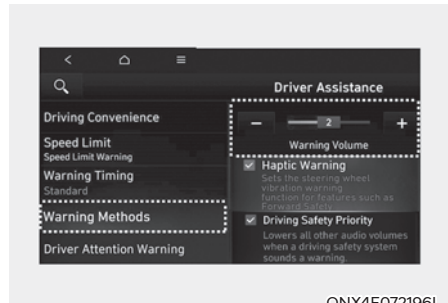 Driver Assistance
Driving Convenience
Speed Limit
Speed Limit Warning
Warning Timing
Standard
Warning Methods
Driver Attention Warning
2
Warning Volume
Haptic Warning
Sets the steering wheel
vibration warning
function for features such as
Forward Safety
Driving Safety Priority
Lowers all other audio volumes
when a driving safety system
sounds a warning.